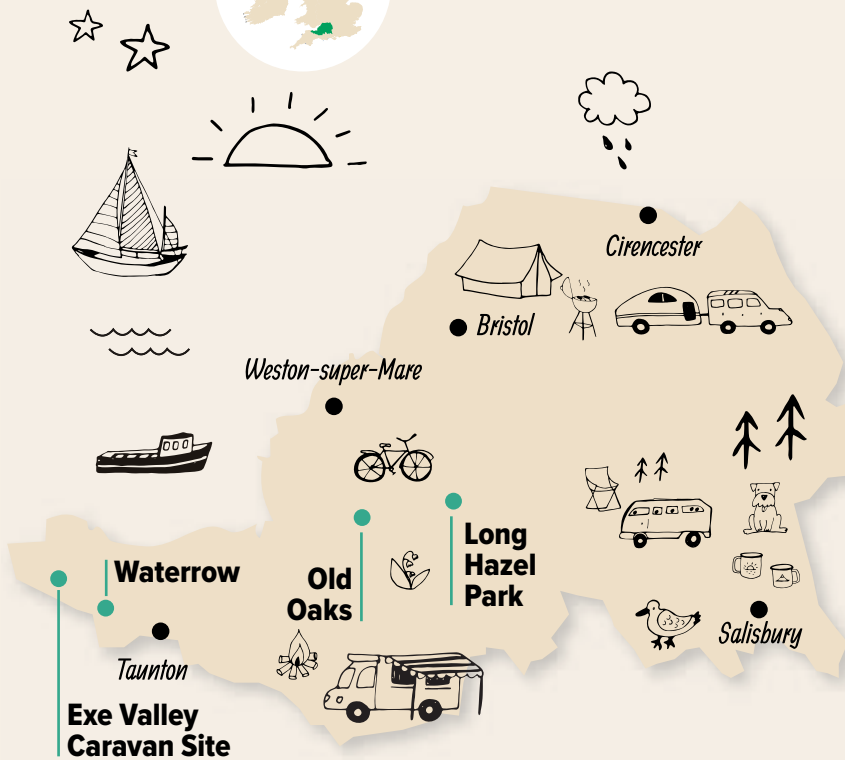 Cirencester
Bristol
Weston-super-Mare
Long
Hazel
Park
Waterrow
Old
Oaks
Salisbury
Taunton
Exe Valley
Caravan Site